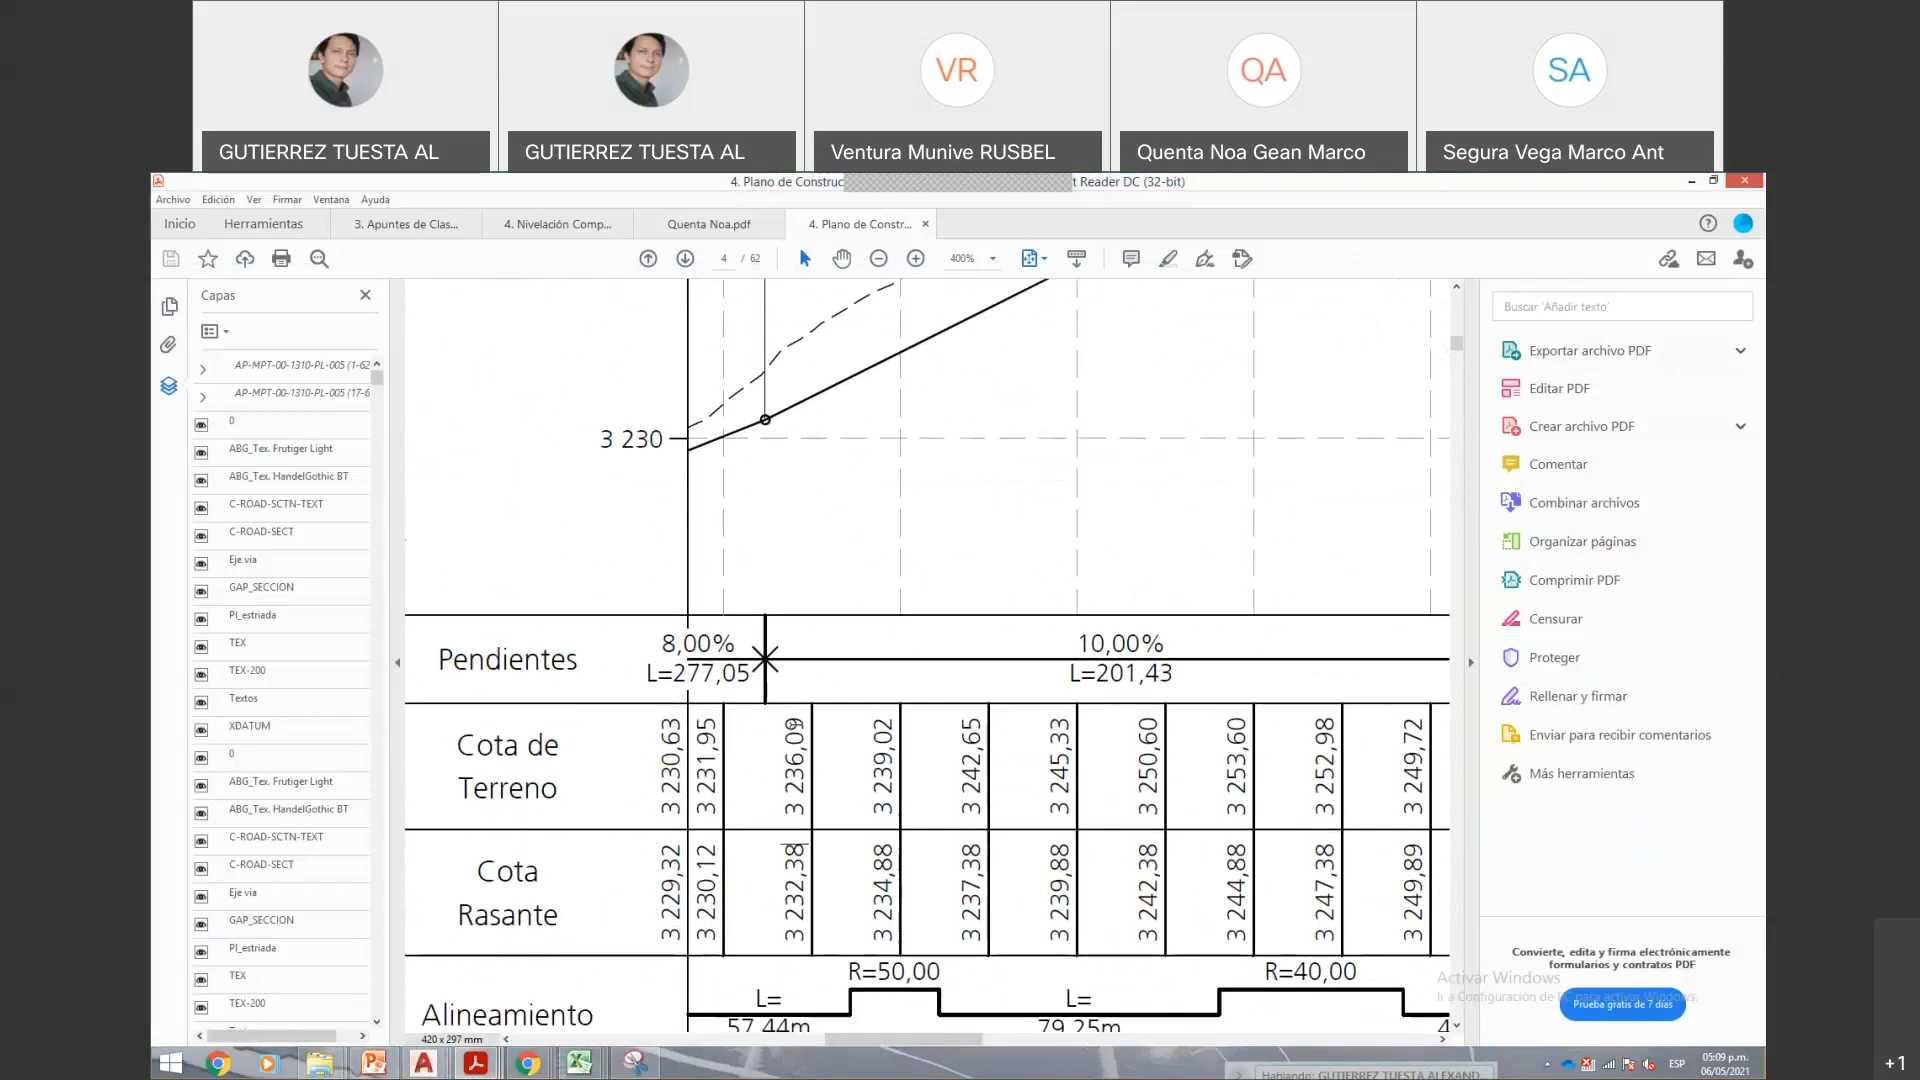 VR
QA
SA
GUTIERREZ TUESTA AL
GUTIERREZ TUESTA AL
Ventura Munive RUSBEL
Quenta Noa Gean Marco
Segura Vega Marco Ant
4. Plano de Construc
t Reader DC (32-bit)
Archivo Edición Ver Firmar Ventana Ayuda
Inicio Herramientas 3. Apuntes de Clas... 4. Nivelación Comp... Quenta Noa.pdf 4. Plano de Constr...
4 / 62 400%
Capas
AP-MPT-00-1310-PL-005 (1-62
AP-MPT-00-1310-PL-005 (17-6
0
ABG_Tex. Frutiger Light
ABG_Tex. HandelGothic BT
C-ROAD-SCTN-TEXT
C-ROAD-SECT
Eje via
GAP_SECCION
PI_estriada
TEX
TEX-200
Textos
XDATUM
0
ABG_Tex. Frutiger Light
ABG_Tex. HandelGothic BT
C-ROAD-SCTN-TEXT
C-ROAD-SECT
Eje via
GAP_SECCION
PI_estriada
TEX
TEX-200
420 x 297 mm
3 230
Pendientes
8,00%
L=277,05
10,00%
L=201,43
Cota de
Terreno
3 230,63
3 231,95
3 236,09
3 239,02
3 242,65
3 245,33
3 250,60
3 253,60
3 252,98
3 249,72
Cota
Rasante
3 229,32
3 230,12
3 232,38
3 234,88
3 237,38
3 239,88
3 242,38
3 244,88
3 247,38
3 249,89
Alineamiento
L=
57,44m
R=50,00
L=
79,25m
R=40,00
4
Buscar 'Añadir texto'
Exportar archivo PDF
Editar PDF
Crear archivo PDF
Comentar
Combinar archivos
Organizar páginas
Comprimir PDF
Censurar
Proteger
Rellenar y firmar
Enviar para recibir comentarios
Más herramientas
Convierte, edita y firma electrónicamente
formularios y contratos PDF
Activar Windows
Ir a Configuración de PC para activar Windows.
Prueba gratis de 7 días
Hablando: GUTIERREZ TUESTA ALEXAND...
ESP
05:09 p.m.
06/05/2021
+1